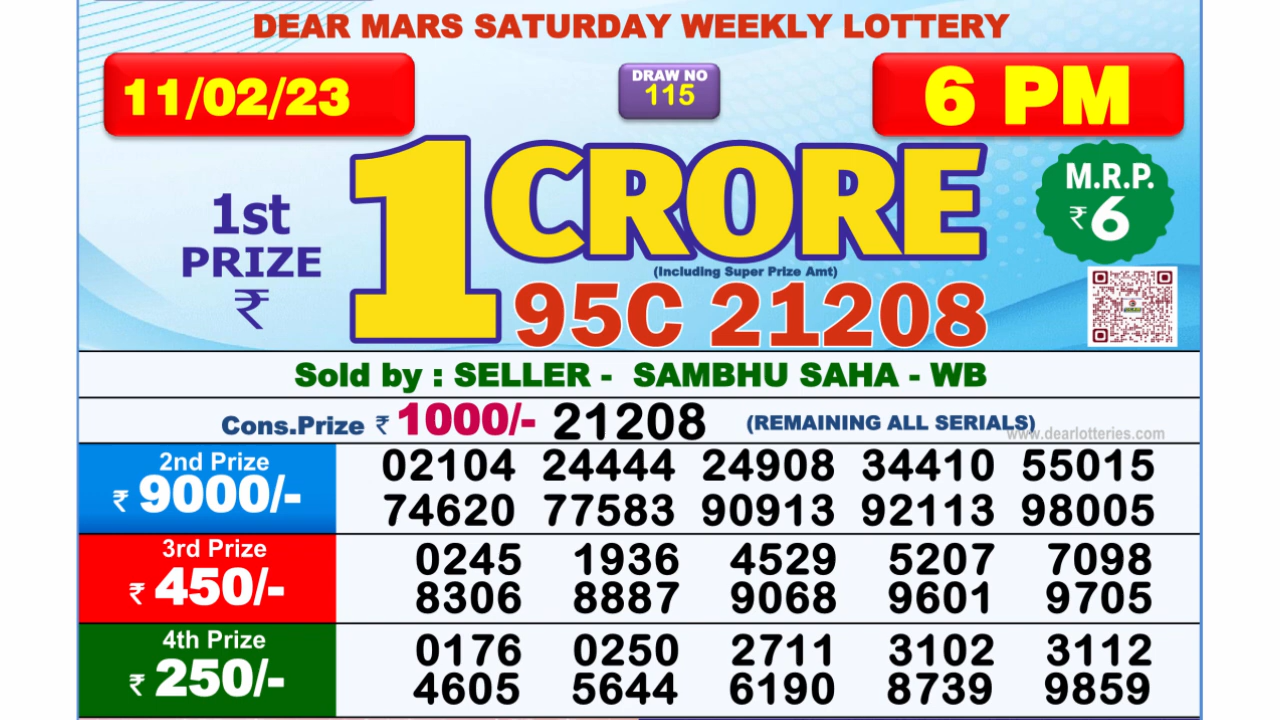 DEAR MARS SATURDAY WEEKLY LOTTERY
11/02/23
DRAW NO
115
6 PM
1st
PRIZE
₹
1 CRORE
(Including Super Prize Amt)
M.R.P.
₹ 6
95C 21208
Sold by : SELLER - SAMBHU SAHA - WB
Cons.Prize ₹ 1000/- 21208 (REMAINING ALL SERIALS)
www.dearlotteries.com
2nd Prize
₹ 9000/-
02104 24444 24908 34410 55015
74620 77583 90913 92113 98005
3rd Prize
₹ 450/-
0245 1936 4529 5207 7098
8306 8887 9068 9601 9705
4th Prize
₹ 250/-
0176 0250 2711 3102 3112
4605 5644 6190 8739 9859